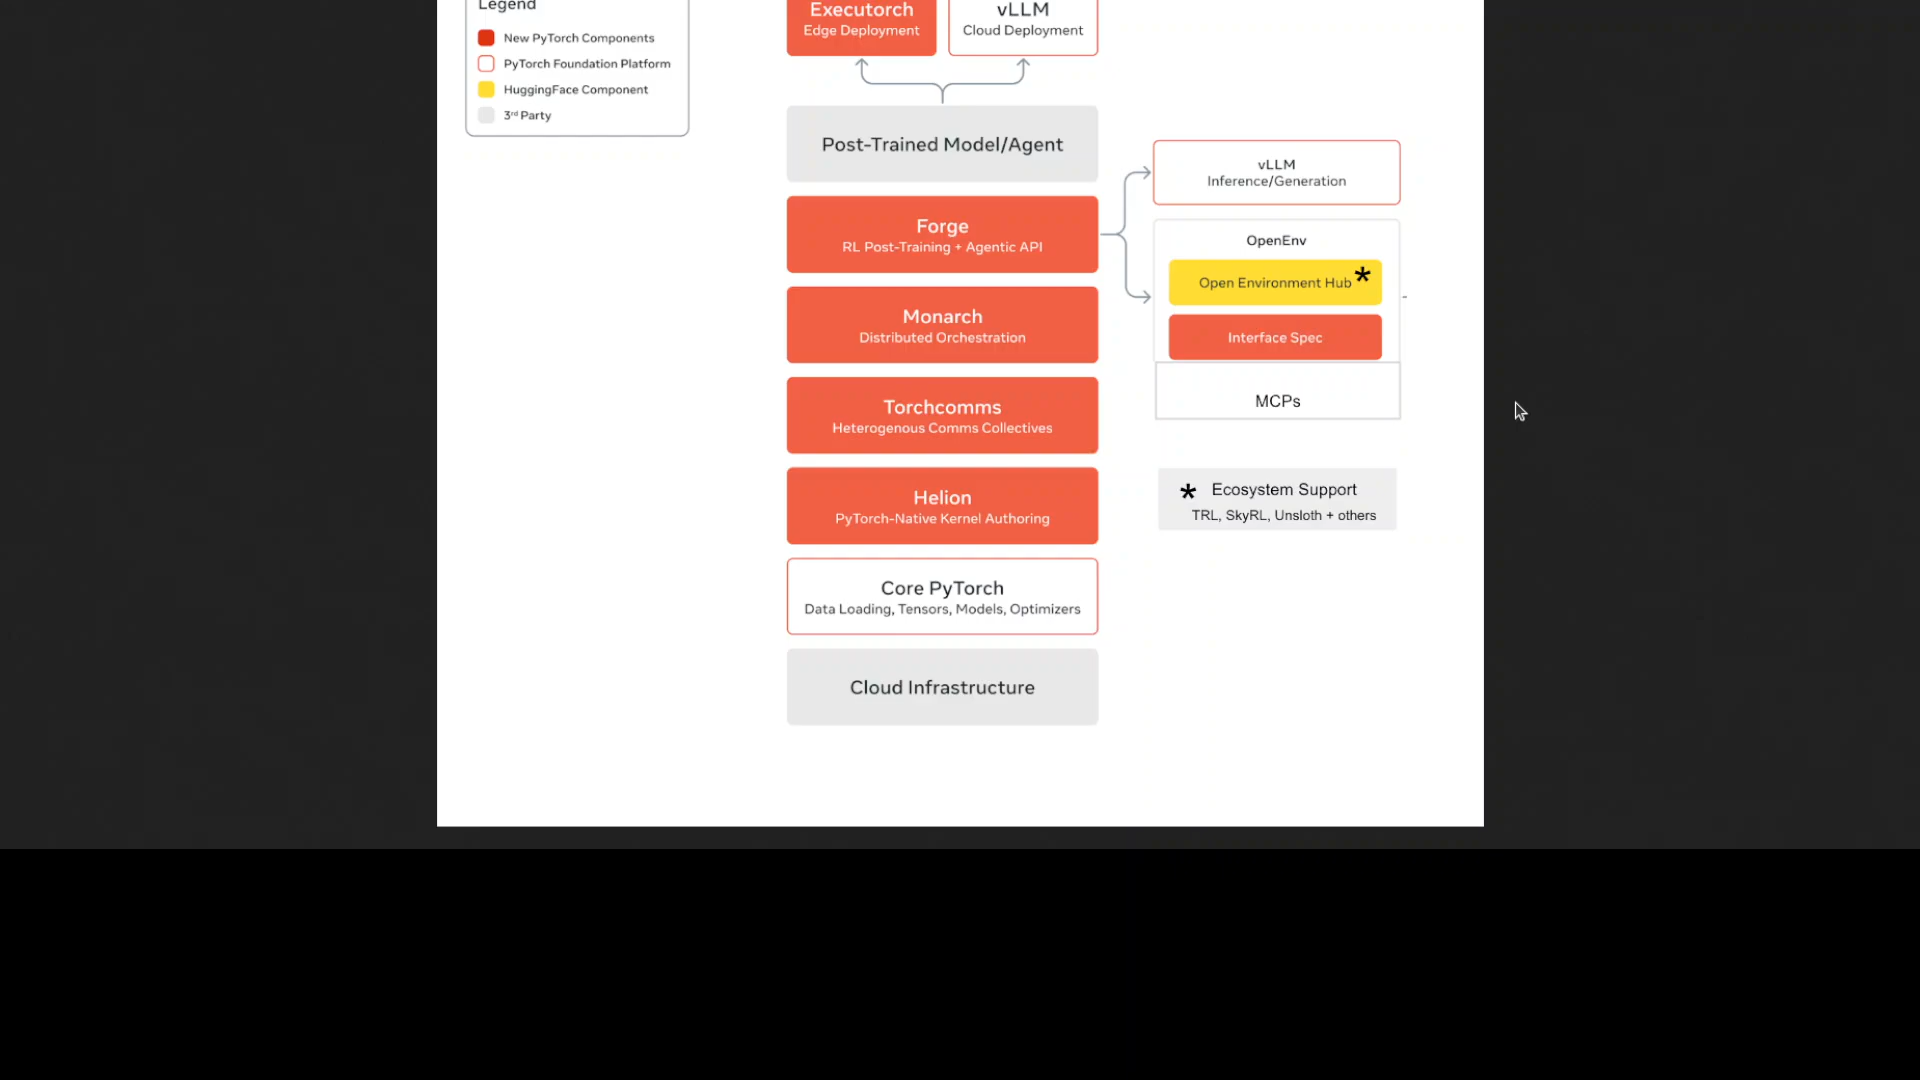 Legend
New PyTorch Components
PyTorch Foundation Platform
HuggingFace Component
3rd Party
Executorch
Edge Deployment
vLLM
Cloud Deployment
Post-Trained Model/Agent
Forge
RL Post-Training + Agentic API
Monarch
Distributed Orchestration
Torchcomms
Heterogenous Comms Collectives
Helion
PyTorch-Native Kernel Authoring
Core PyTorch
Data Loading, Tensors, Models, Optimizers
Cloud Infrastructure
vLLM
Inference/Generation
OpenEnv
Open Environment Hub *
Interface Spec
MCPs
* Ecosystem Support
TRL, SkyRL, Unsloth + others